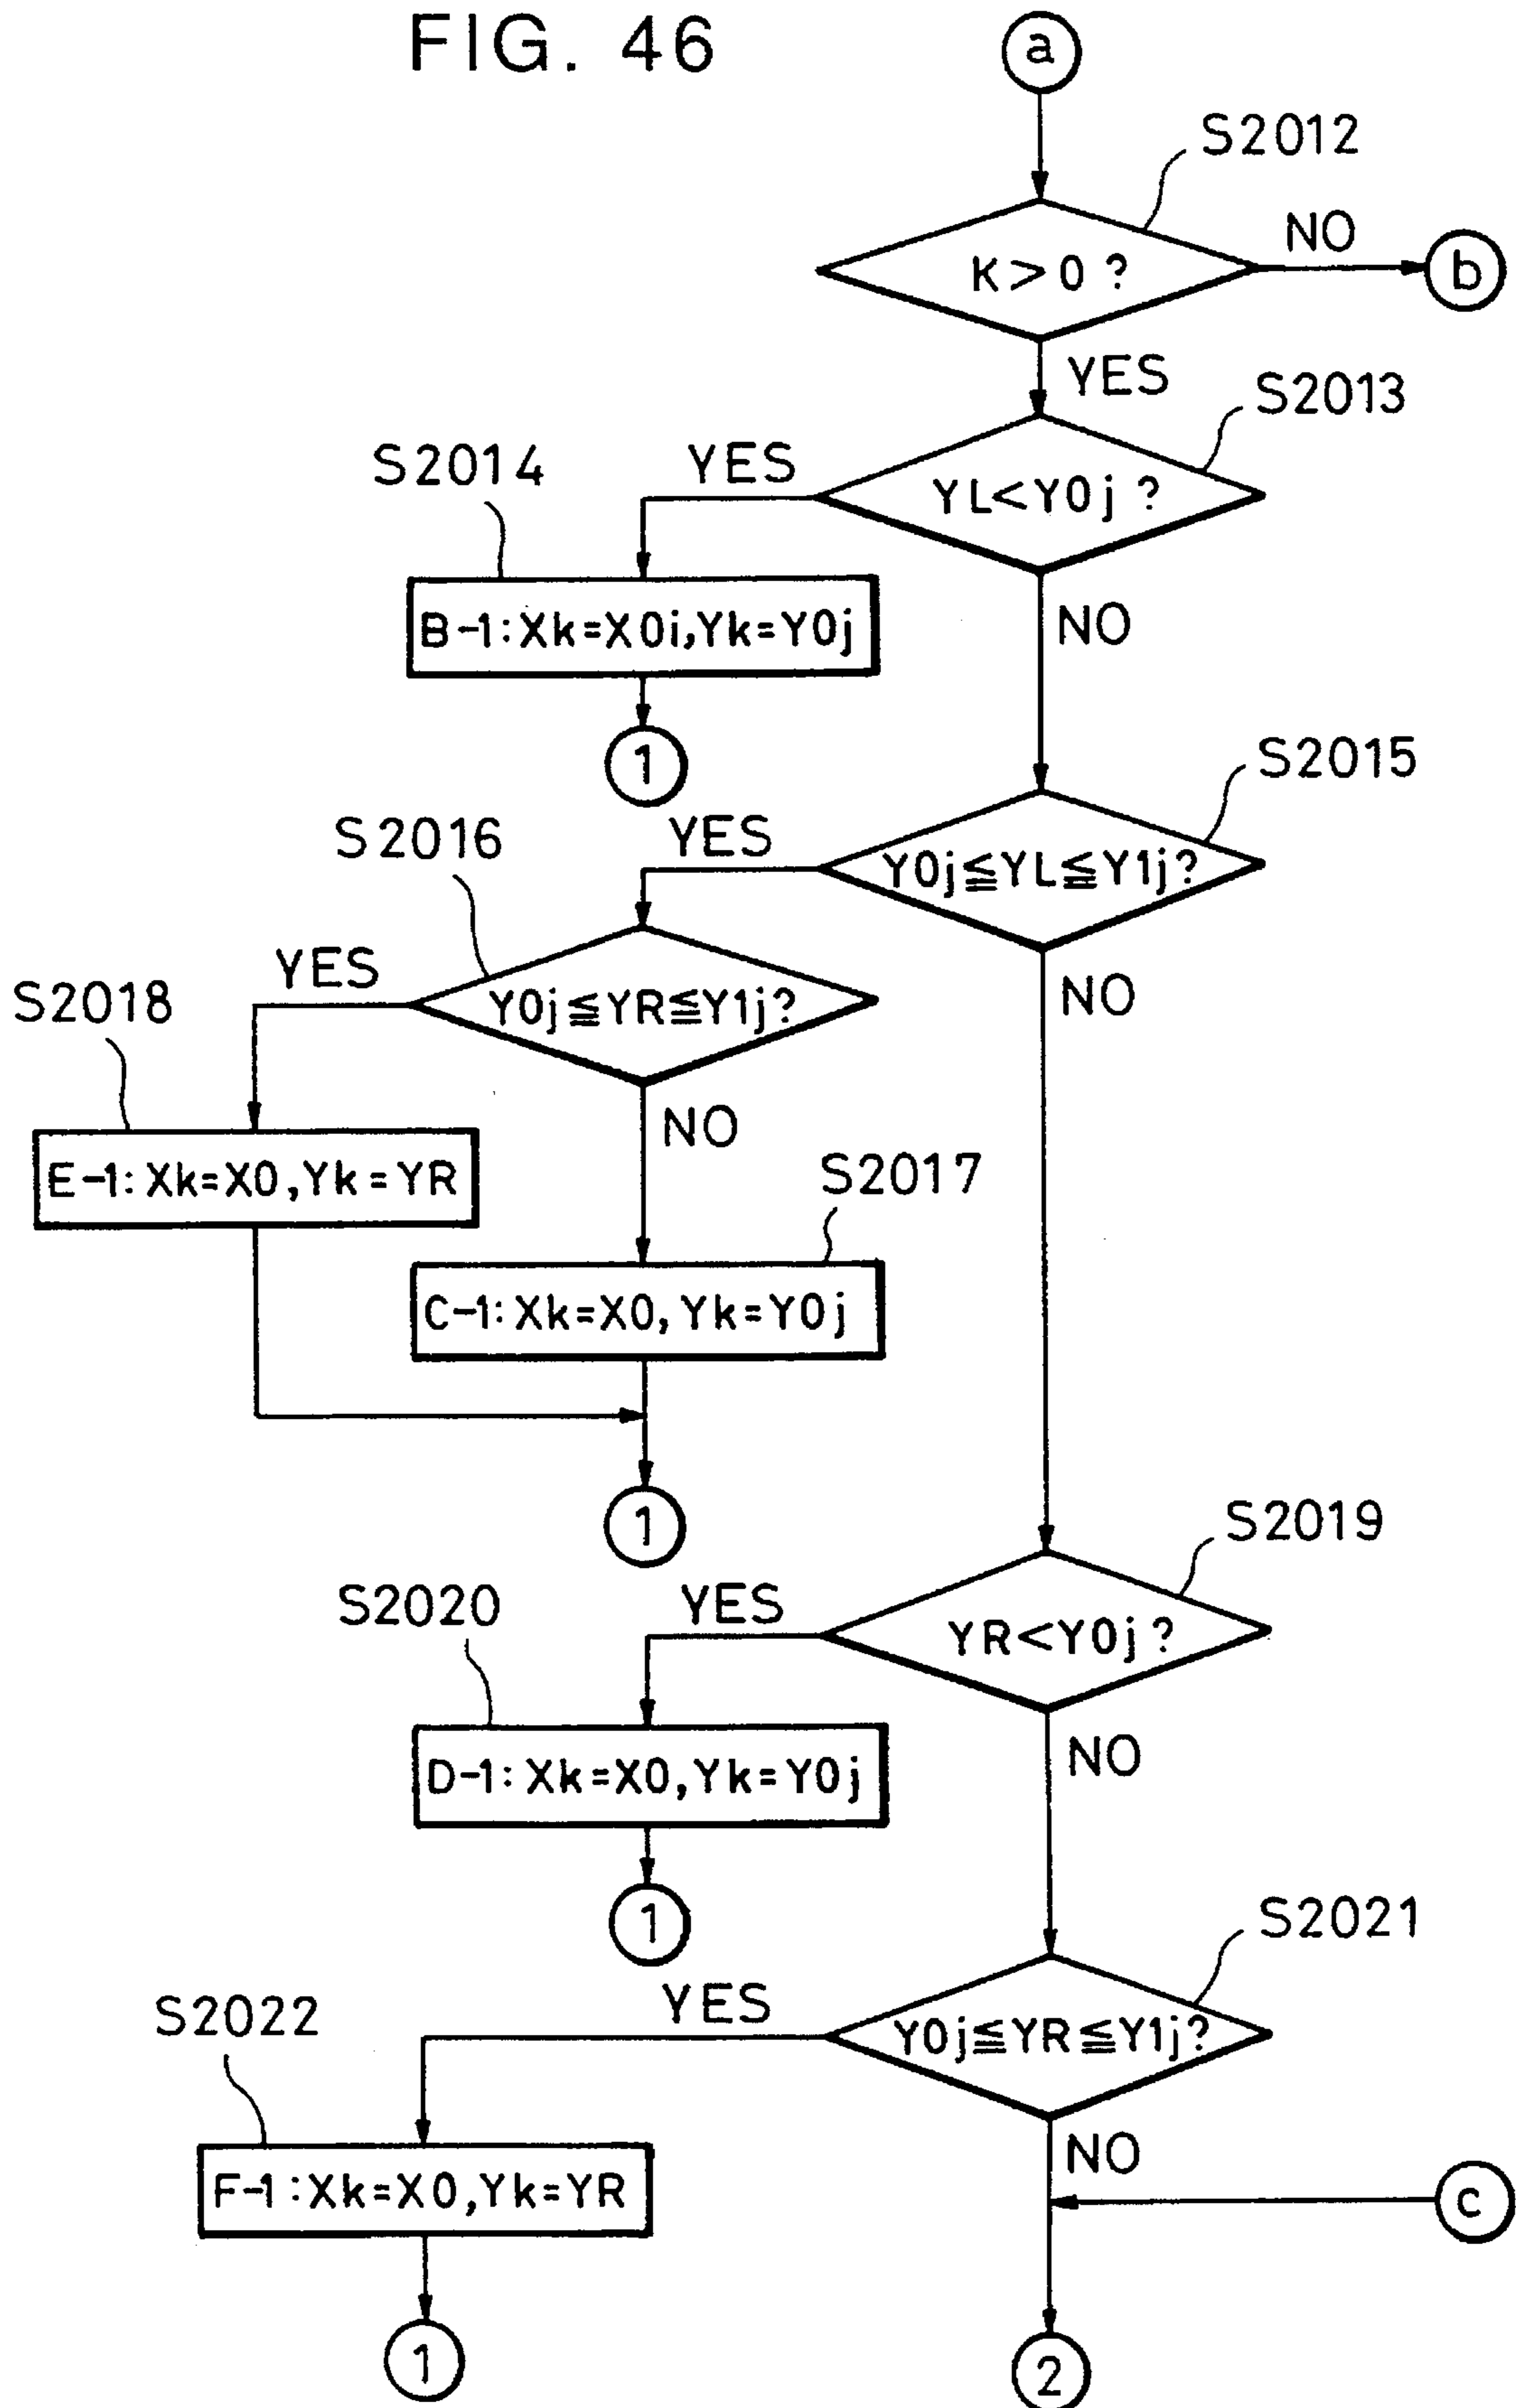 FIG. 46
a
S2012
K>0 ?
NO
b
YES
S2013
YL<Y0j ?
YES
S2014
B-1:Xk=X0i,Yk=Y0j
NO
1
S2015
Y0j≦YL≦Y1j?
YES
S2016
Y0j≦YR≦Y1j?
YES
NO
S2018
E-1:Xk=X0,Yk=YR
NO
S2017
C-1:Xk=X0,Yk=Y0j
1
S2019
YR<Y0j ?
YES
S2020
D-1:Xk=X0,Yk=Y0j
NO
1
S2021
Y0j≦YR≦Y1j?
YES
S2022
F-1:Xk=X0,Yk=YR
NO
c
1
2